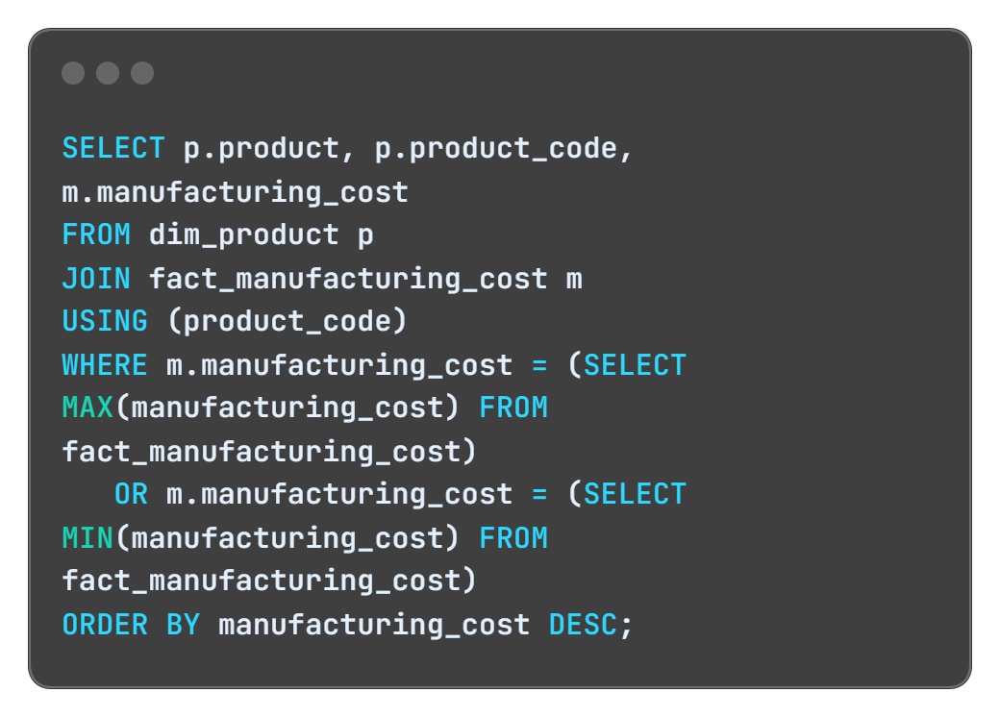 SELECT p.product, p.product_code,
m.manufacturing_cost
FROM dim_product p
JOIN fact_manufacturing_cost m
USING (product_code)
WHERE m.manufacturing_cost = (SELECT
MAX(manufacturing_cost) FROM
fact_manufacturing_cost)
   OR m.manufacturing_cost = (SELECT
MIN(manufacturing_cost) FROM
fact_manufacturing_cost)
ORDER BY manufacturing_cost DESC;